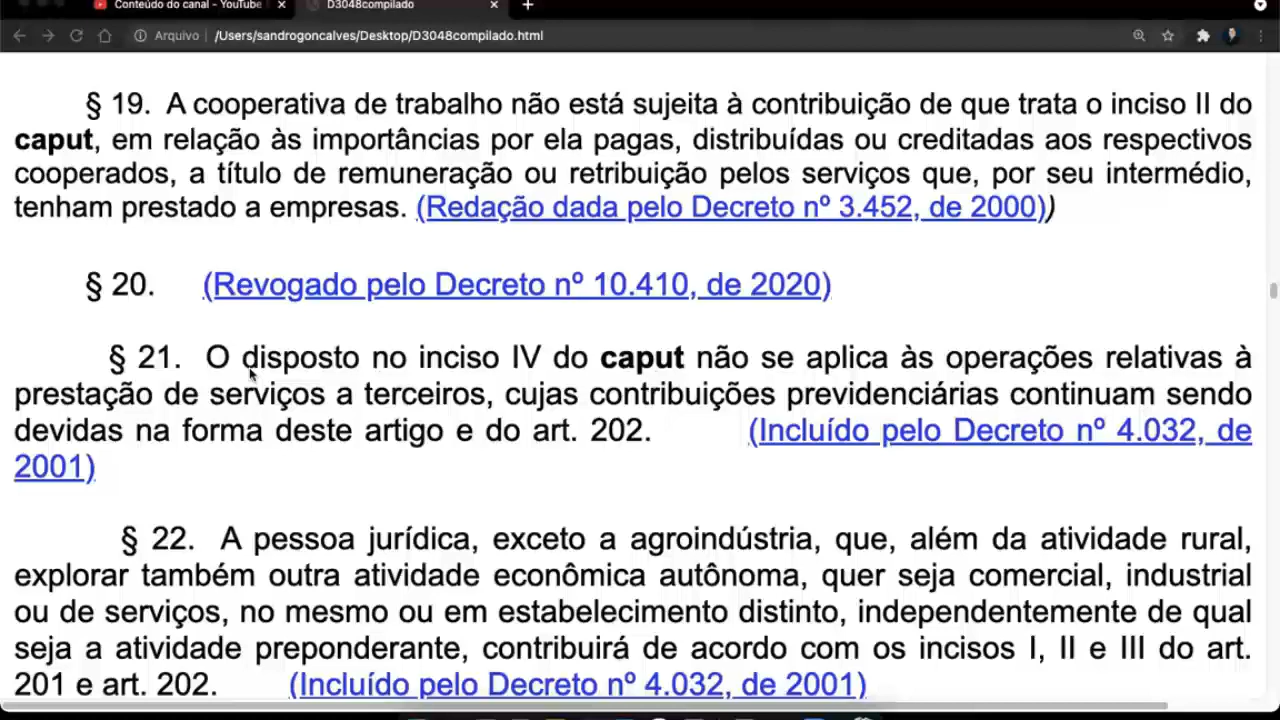 Conteúdo do canal - YouTube
D3048compilado
Arquivo /Users/sandrogoncalves/Desktop/D3048compilado.html
§ 19. A cooperativa de trabalho não está sujeita à contribuição de que trata o inciso II do
caput, em relação às importâncias por ela pagas, distribuídas ou creditadas aos respectivos
cooperados, a título de remuneração ou retribuição pelos serviços que, por seu intermédio,
tenham prestado a empresas. (Redação dada pelo Decreto nº 3.452, de 2000))
§ 20. (Revogado pelo Decreto nº 10.410, de 2020)
§ 21. O disposto no inciso IV do caput não se aplica às operações relativas à
prestação de serviços a terceiros, cujas contribuições previdenciárias continuam sendo
devidas na forma deste artigo e do art. 202. (Incluído pelo Decreto nº 4.032, de
2001)
§ 22. A pessoa jurídica, exceto a agroindústria, que, além da atividade rural,
explorar também outra atividade econômica autônoma, quer seja comercial, industrial
ou de serviços, no mesmo ou em estabelecimento distinto, independentemente de qual
seja a atividade preponderante, contribuirá de acordo com os incisos I, II e III do art.
201 e art. 202. (Incluído pelo Decreto nº 4.032, de 2001)